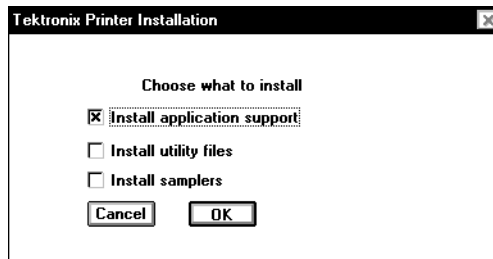 Tektronix Printer Installation
Choose what to install
Install application support
Install utility files
Install samplers
Cancel OK